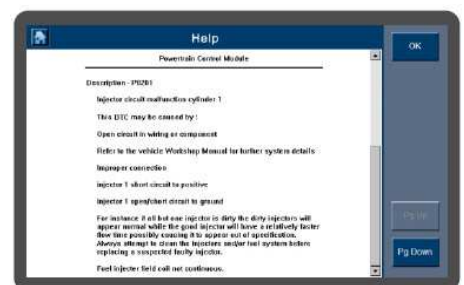 Help
OK
Powertrain Control Module
Description - P0201
Injector circuit malfunction cylinder 1
This DTC may be caused by :
Open circuit in wiring or component
Refer to the vehicle Workshop Manual for further system details
Improper connection
injector 1 short circuit to positive
Injector 1 open/short circuit to ground
For instance if all but one injector is dirty the dirty injectors will
appear normal while the good injector will have a relatively faster
flow time possibly causing it to appear out of specification.
Always attempt to clean the injectors and/or fuel system before
replacing a suspected faulty injector.
Fuel injector field coil not continuous.
Pg Up
Pg Down